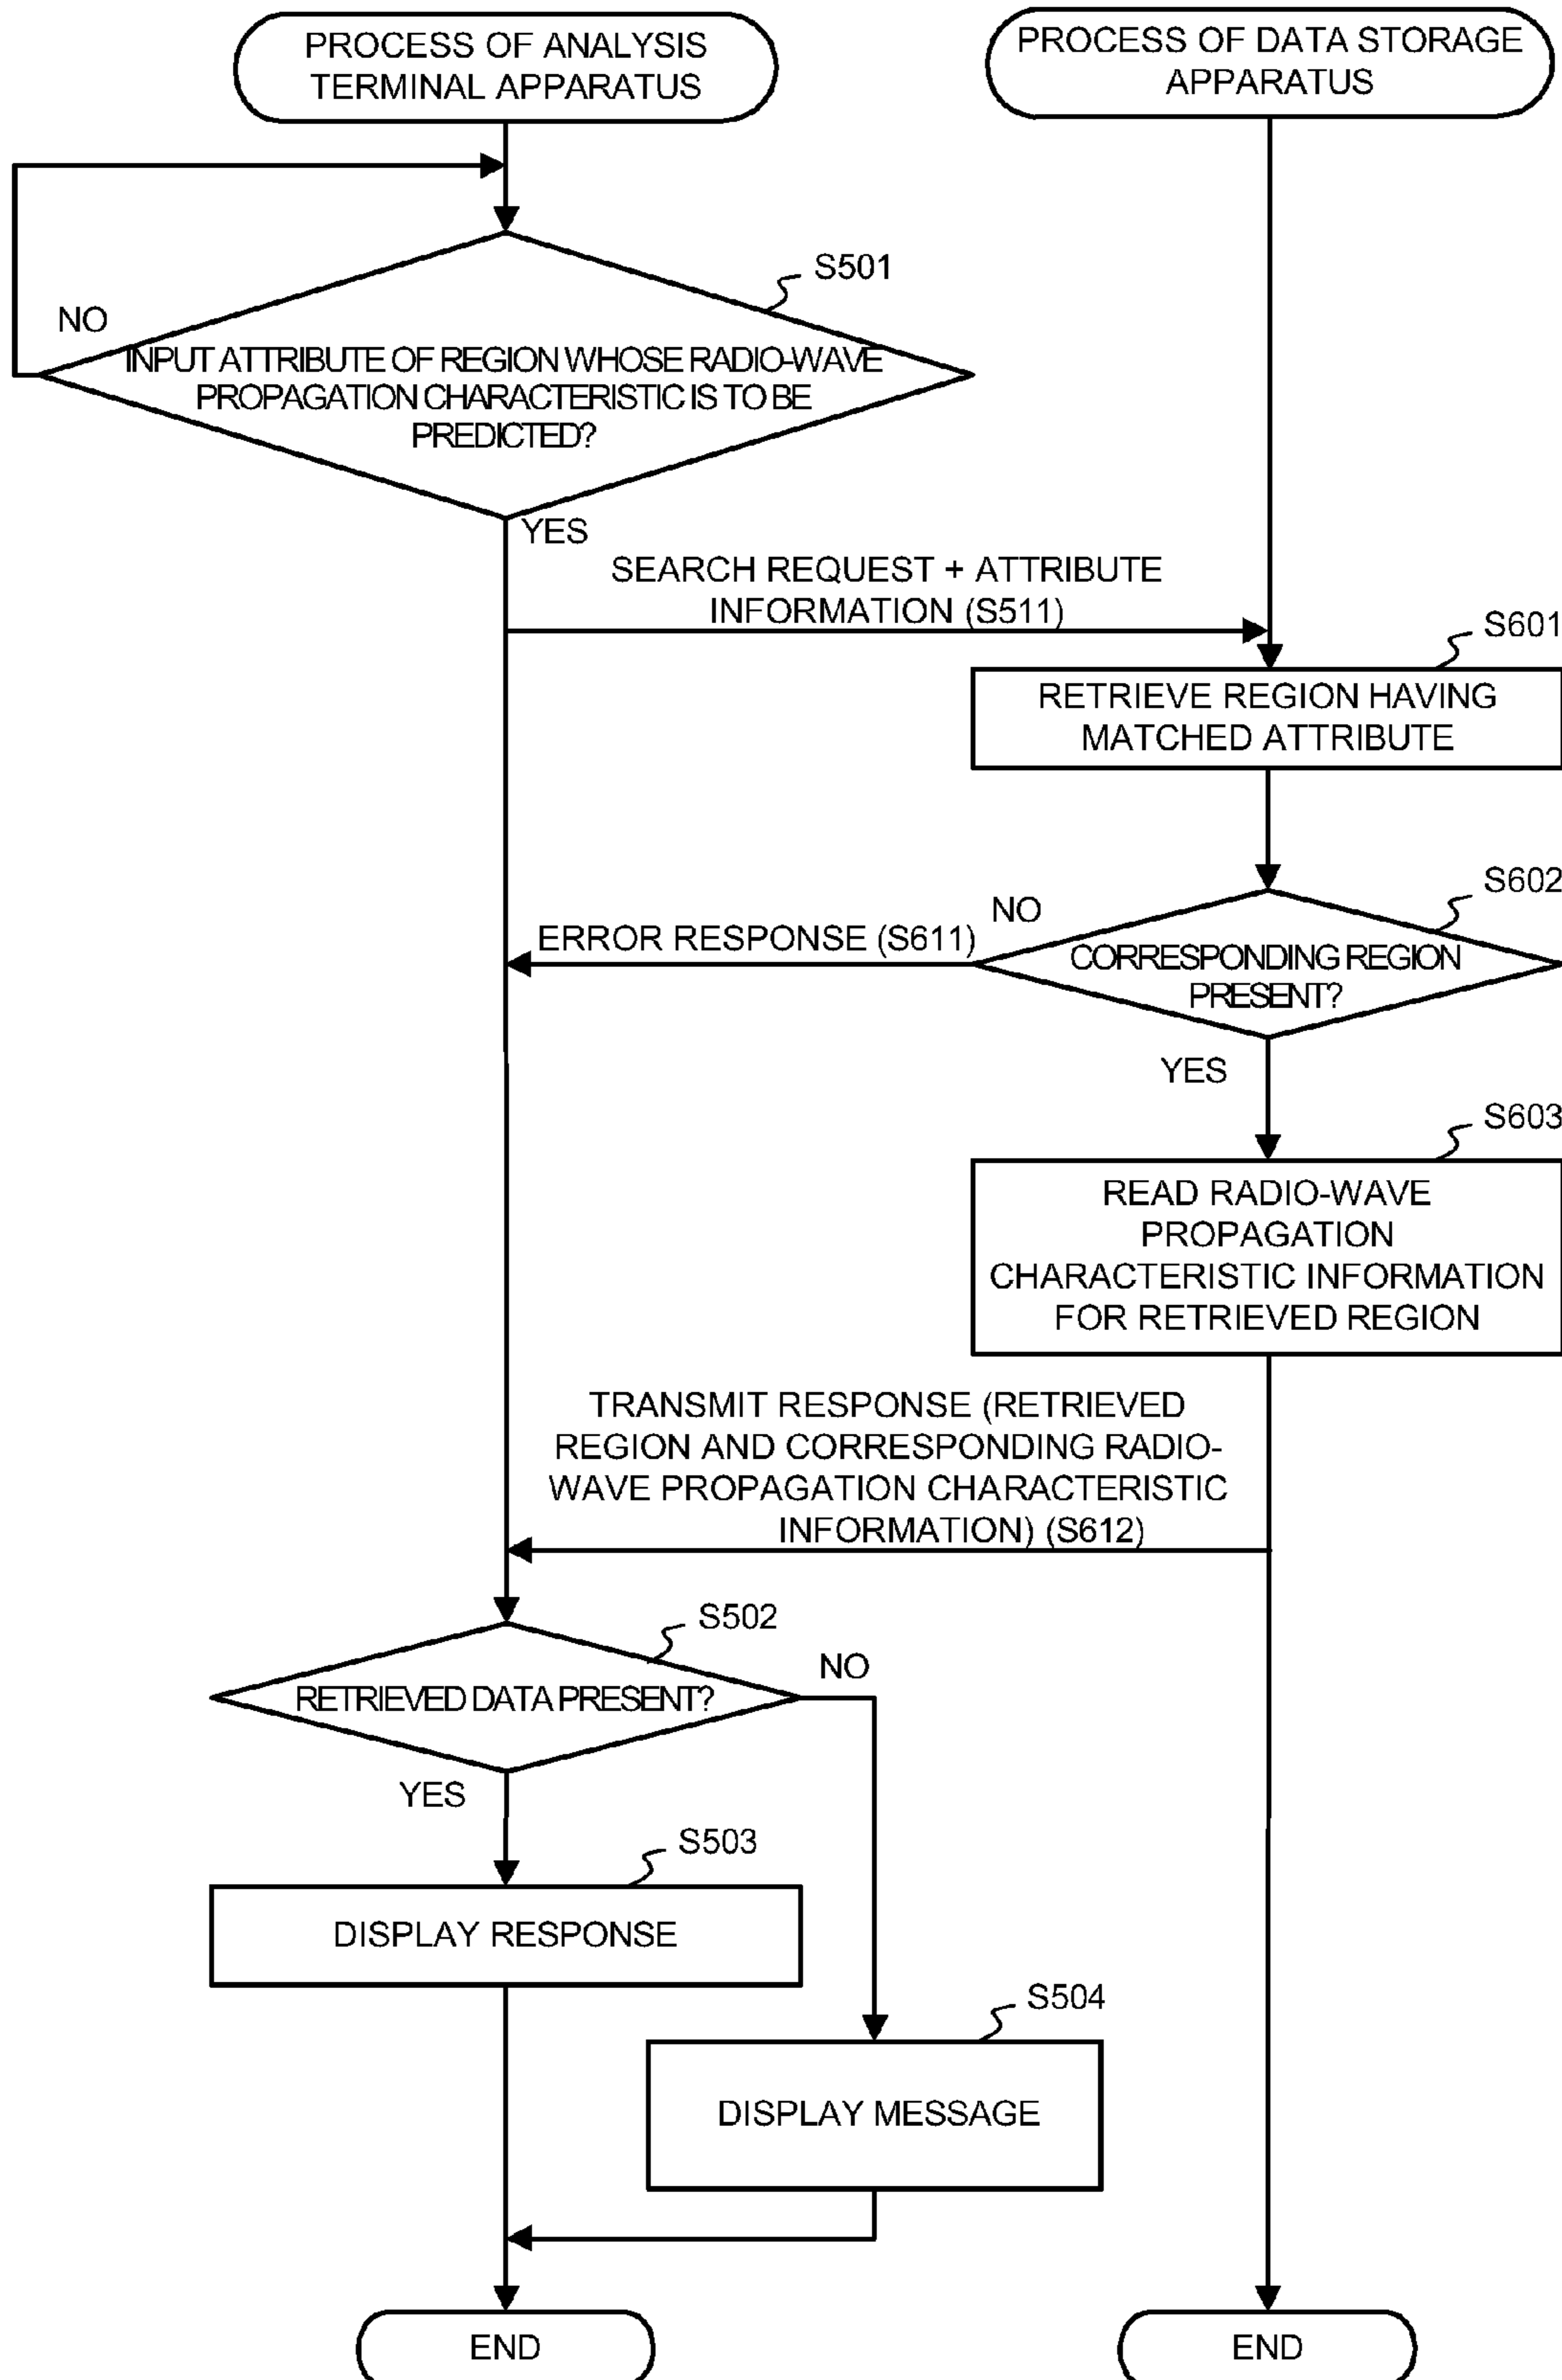 PROCESS OF ANALYSIS
TERMINAL APPARATUS
PROCESS OF DATA STORAGE
APPARATUS
S501
NO
INPUT ATTRIBUTE OF REGION WHOSE RADIO-WAVE
PROPAGATION CHARACTERISTIC IS TO BE
PREDICTED?
YES
SEARCH REQUEST + ATTRIBUTE
INFORMATION (S511)
S601
RETRIEVE REGION HAVING
MATCHED ATTRIBUTE
S602
NO
ERROR RESPONSE (S611)
CORRESPONDING REGION
PRESENT?
YES
S603
READ RADIO-WAVE
PROPAGATION
CHARACTERISTIC INFORMATION
FOR RETRIEVED REGION
TRANSMIT RESPONSE (RETRIEVED
REGION AND CORRESPONDING RADIO-
WAVE PROPAGATION CHARACTERISTIC
INFORMATION) (S612)
S502
NO
RETRIEVED DATA PRESENT?
YES
S503
DISPLAY RESPONSE
S504
DISPLAY MESSAGE
END
END